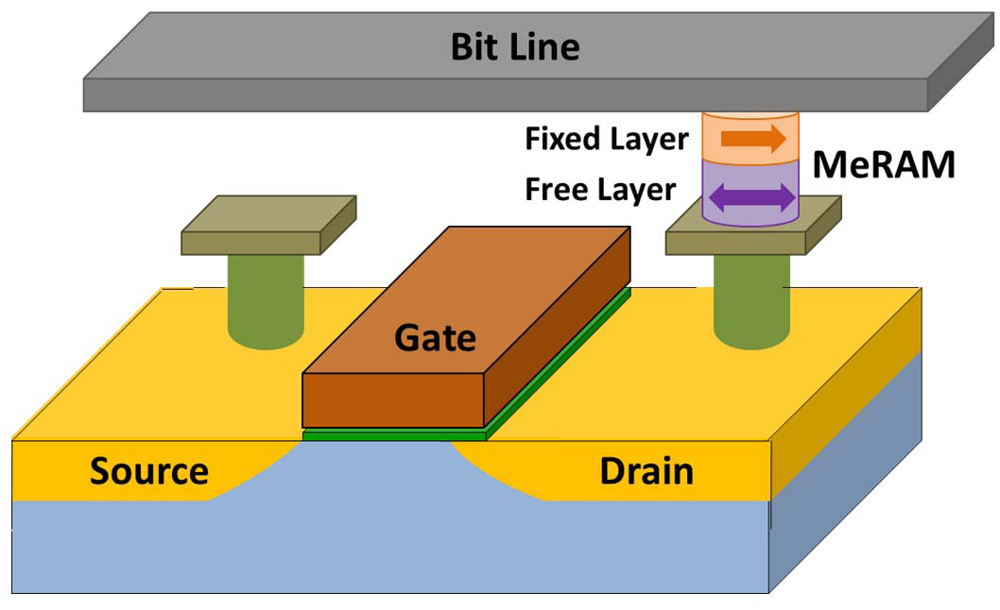 Bit Line
Fixed Layer
MeRAM
Free Layer
Gate
Source
Drain